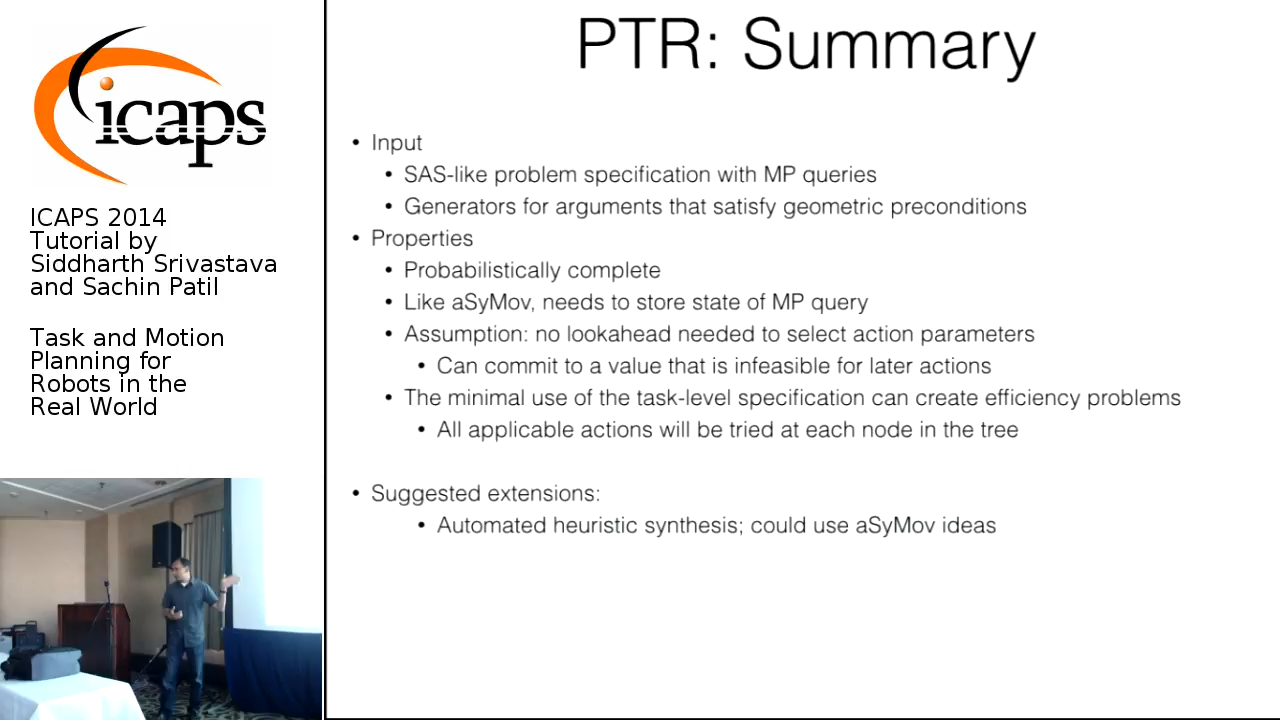 icaps
ICAPS 2014
Tutorial by
Siddharth Srivastava
and Sachin Patil
Task and Motion
Planning for
Robots in the
Real World
PTR: Summary
• Input
• SAS-like problem specification with MP queries
• Generators for arguments that satisfy geometric preconditions
• Properties
• Probabilistically complete
• Like aSyMov, needs to store state of MP query
• Assumption: no lookahead needed to select action parameters
• Can commit to a value that is infeasible for later actions
• The minimal use of the task-level specification can create efficiency problems
• All applicable actions will be tried at each node in the tree
• Suggested extensions:
• Automated heuristic synthesis; could use aSyMov ideas